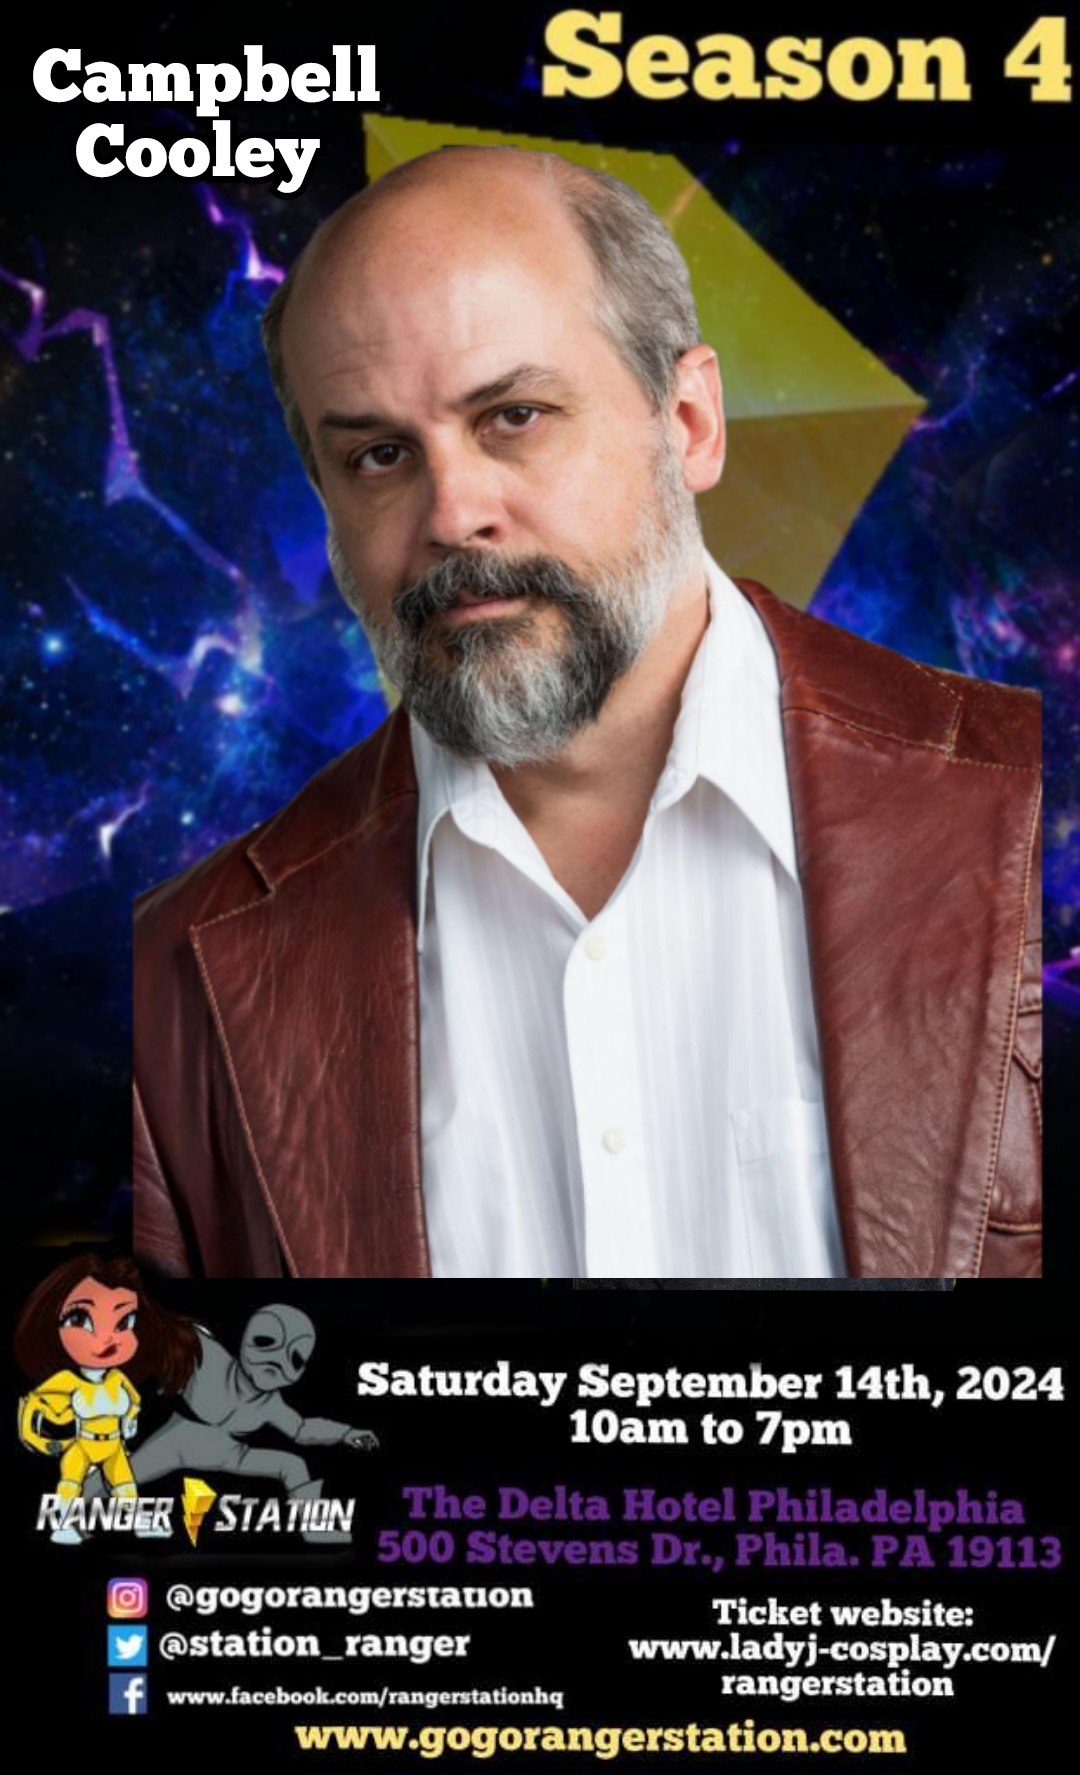 Campbell
Cooley
Season 4
Saturday September 14th, 2024
10am to 7pm
RANGER STATION
The Delta Hotel Philadelphia
500 Stevens Dr., Phila. PA 19113
@gogorangerstation
@station_ranger
www.facebook.com/rangerstationhq
Ticket website:
www.ladyj-cosplay.com/
rangerstation
www.gogorangerstation.com